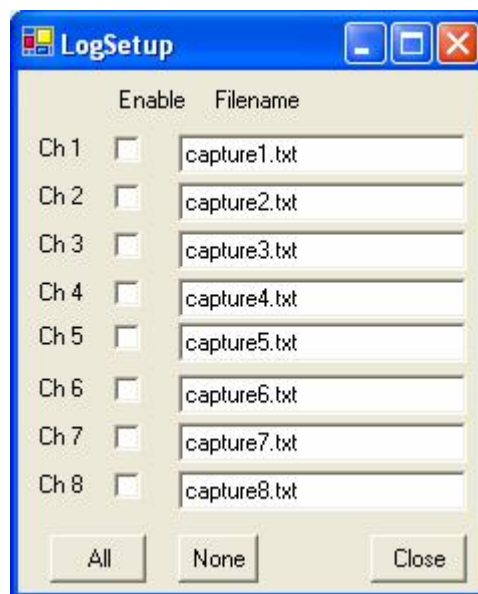 LogSetup
Enable Filename
Ch 1 capture1.txt
Ch 2 capture2.txt
Ch 3 capture3.txt
Ch 4 capture4.txt
Ch 5 capture5.txt
Ch 6 capture6.txt
Ch 7 capture7.txt
Ch 8 capture8.txt
All None Close